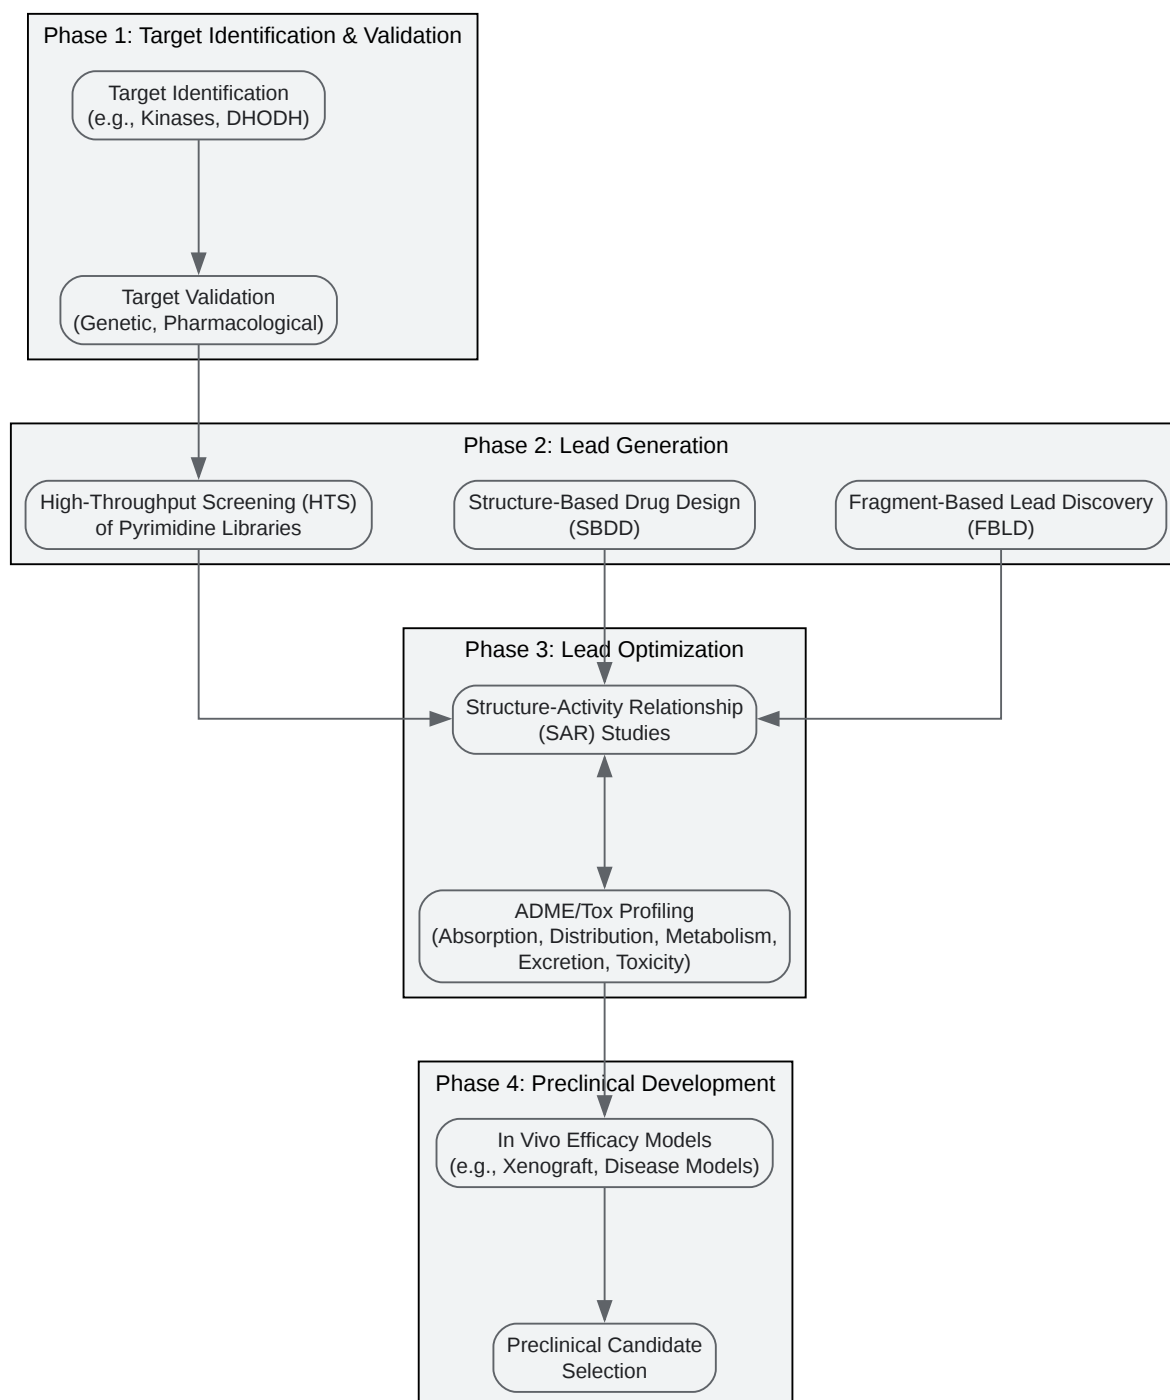 Phase 1: Target Identification & Validation
Target Identification
(e.g., Kinases, DHODH)
Target Validation
(Genetic, Pharmacological)
Phase 2: Lead Generation
High-Throughput Screening (HTS)
of Pyrimidine Libraries
Structure-Based Drug Design
(SBDD)
Fragment-Based Lead Discovery
(FBLD)
Phase 3: Lead Optimization
Structure-Activity Relationship
(SAR) Studies
ADME/Tox Profiling
(Absorption, Distribution, Metabolism,
Excretion, Toxicity)
Phase 4: Preclinical Development
In Vivo Efficacy Models
(e.g., Xenograft, Disease Models)
Preclinical Candidate
Selection